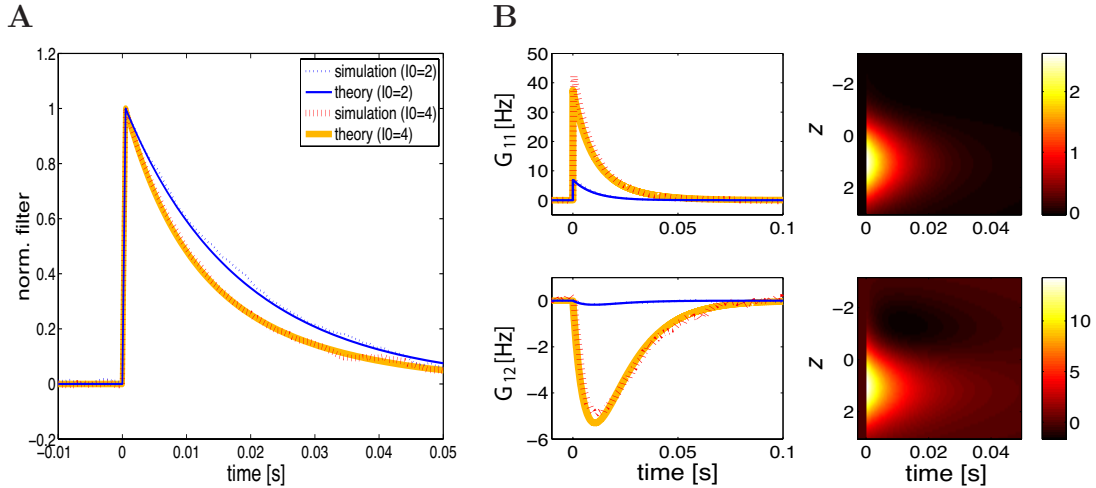 A
B
1.2
1
0.8
0.6
0.4
0.2
0
−0.2
norm. filter
simulation (I0=2)
theory (I0=2)
simulation (I0=4)
theory (I0=4)
−0.01 0 0.01 0.02 0.03 0.04 0.05
time [s]
50
40
30
20
10
0
G11 [Hz]
0 0.05 0.1
-2
0
2
z
0 0.02 0.04
2
1
0
0
−2
−4
−6
G12 [Hz]
0 0.05 0.1
time [s]
-2
0
2
z
0 0.02 0.04
time [s]
10
5
0